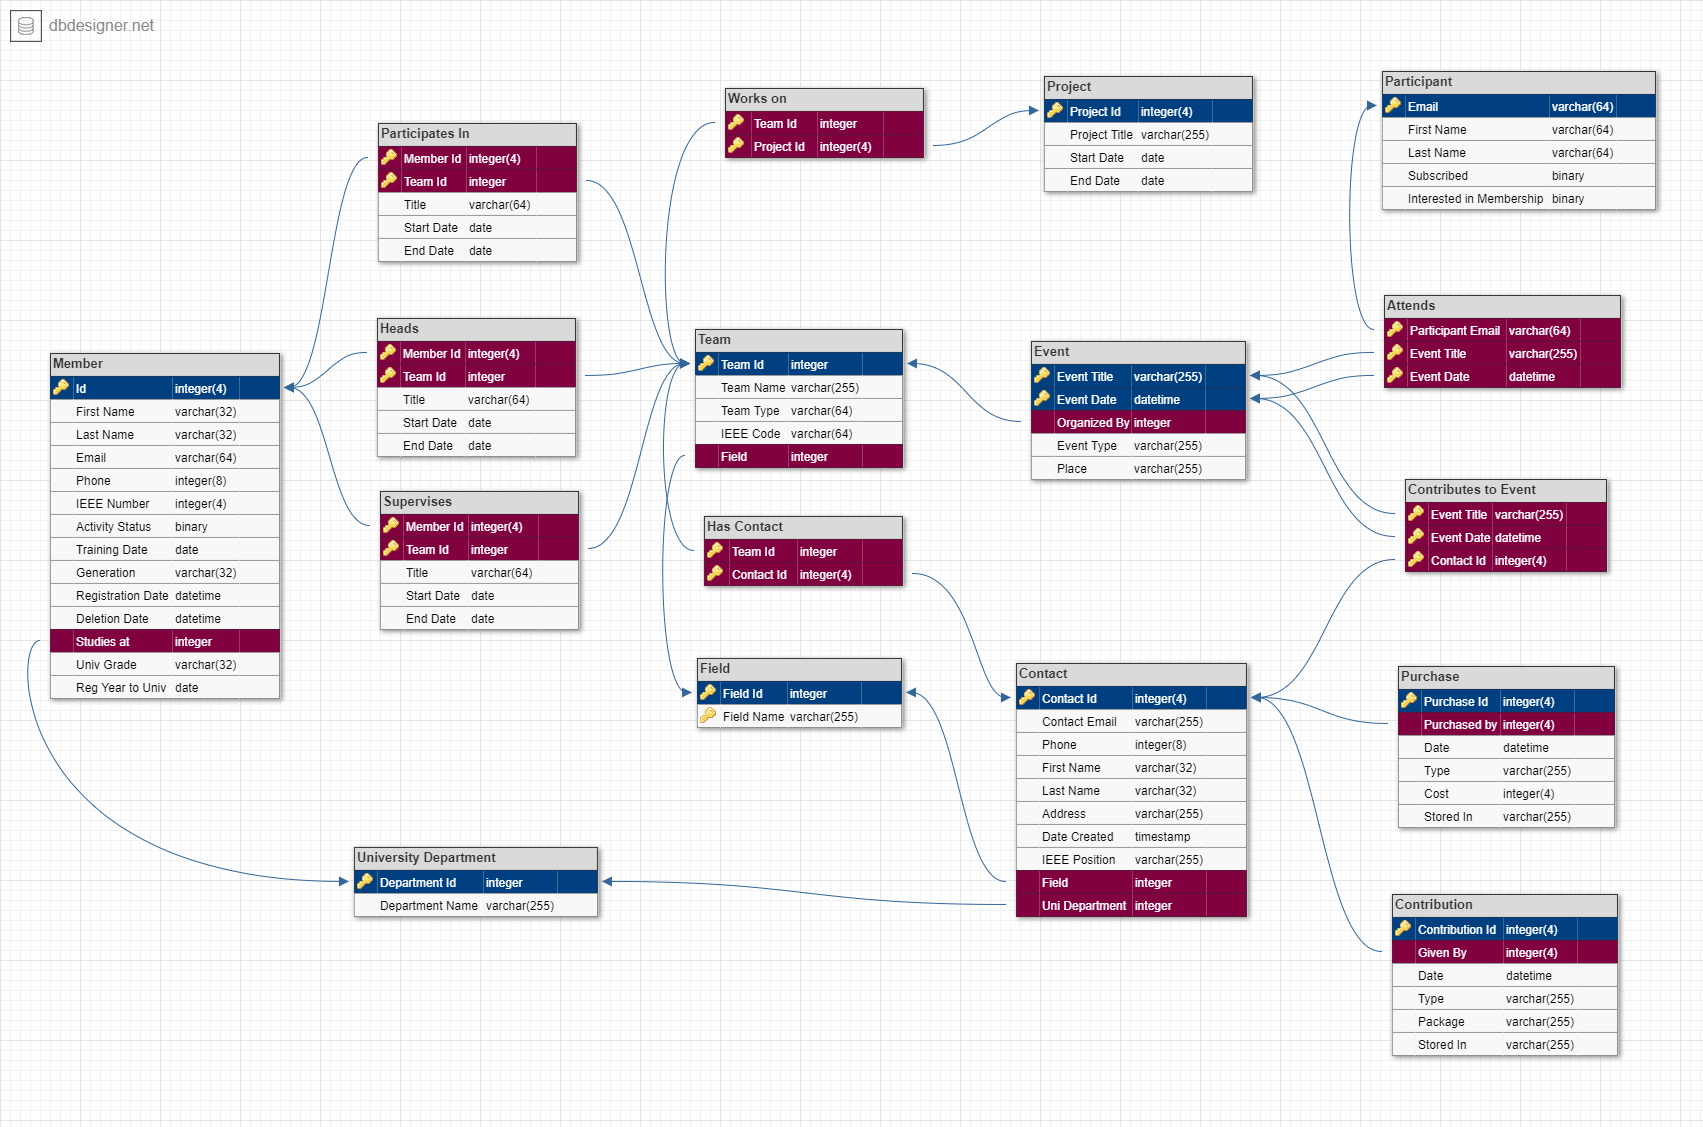 dbdesigner.net
Participates In
Member Id integer(4)
Team Id integer
Title varchar(64)
Start Date date
End Date date
Heads
Member Id integer(4)
Team Id integer
Title varchar(64)
Start Date date
End Date date
Supervises
Member Id integer(4)
Team Id integer
Title varchar(64)
Start Date date
End Date date
Member
Id integer(4)
First Name varchar(32)
Last Name varchar(32)
Email varchar(64)
Phone integer(8)
IEEE Number integer(4)
Activity Status binary
Training Date date
Generation varchar(32)
Registration Date datetime
Deletion Date datetime
Studies at integer
Univ Grade varchar(32)
Reg Year to Univ date
University Department
Department Id integer
Department Name varchar(255)
Works on
Team Id integer
Project Id integer(4)
Team
Team Id integer
Team Name varchar(255)
Team Type varchar(64)
IEEE Code varchar(64)
Field integer
Has Contact
Team Id integer
Contact Id integer(4)
Field
Field Id integer
Field Name varchar(255)
Project
Project Id integer(4)
Project Title varchar(255)
Start Date date
End Date date
Event
Event Title varchar(255)
Event Date datetime
Organized By integer
Event Type varchar(255)
Place varchar(255)
Contact
Contact Id integer(4)
Contact Email varchar(255)
Phone integer(8)
First Name varchar(32)
Last Name varchar(32)
Address varchar(255)
Date Created timestamp
IEEE Position varchar(255)
Field integer
Uni Department integer
Participant
Email varchar(64)
First Name varchar(64)
Last Name varchar(64)
Subscribed binary
Interested in Membership binary
Attends
Participant Email varchar(64)
Event Title varchar(255)
Event Date datetime
Contributes to Event
Event Title varchar(255)
Event Date datetime
Contact Id integer(4)
Purchase
Purchase Id integer(4)
Purchased by integer(4)
Date datetime
Type varchar(255)
Cost integer(4)
Stored In varchar(255)
Contribution
Contribution Id integer(4)
Given By integer(4)
Date datetime
Type varchar(255)
Package varchar(255)
Stored In varchar(255)